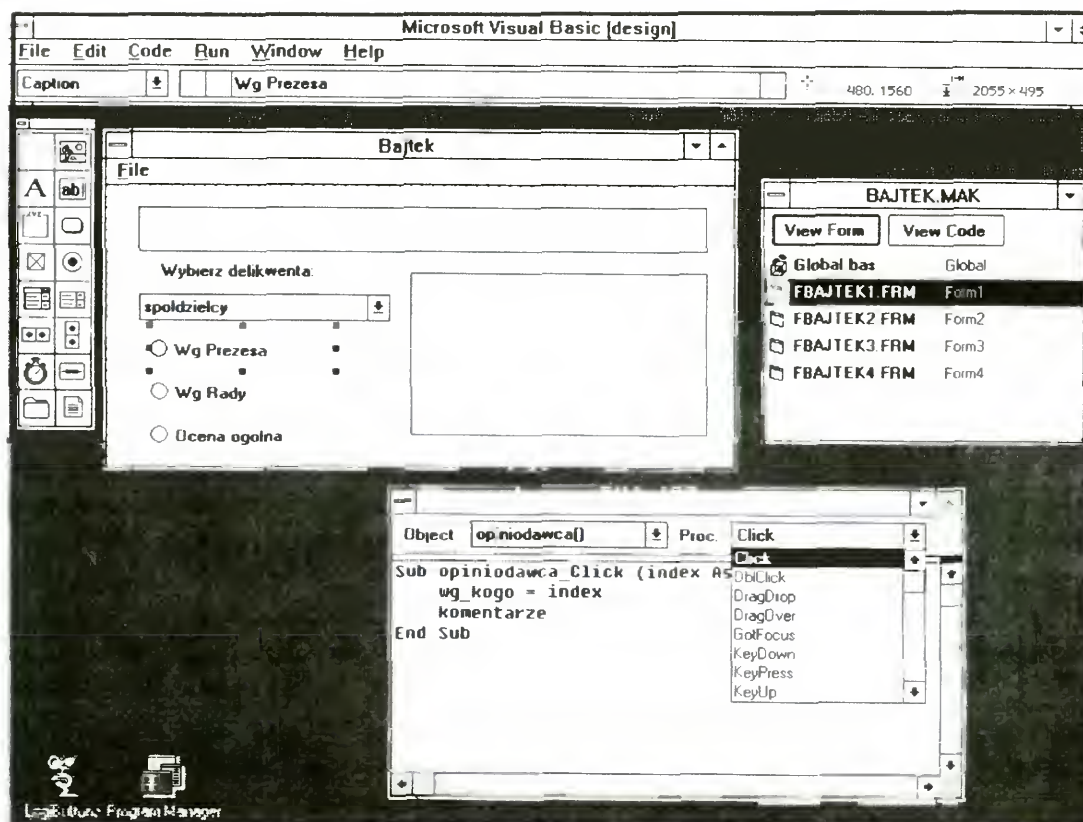 Microsoft Visual Basic [design]
File Edit Code Run Window Help
Caption Wg Prezesa 480, 1560 2055 × 495
Bajtek
File
A ab
Wybierz delikwenta:
spoldzielcy
Wg Prezesa
Wg Rady
Ocena ogolna
BAJTEK.MAK
View Form View Code
Global bas Global
FBAJTEK1.FRM Form1
FBAJTEK2.FRM Form2
FBAJTEK3.FRM Form3
FBAJTEK4.FRM Form4
Object opiniodawca() Proc. Click
Click
DblClick
DragDrop
DragOver
GotFocus
KeyDown
KeyPress
KeyUp
Sub opiniodawca_Click (index As
wg_kogo = index
komentarze
End Sub
Program Manager